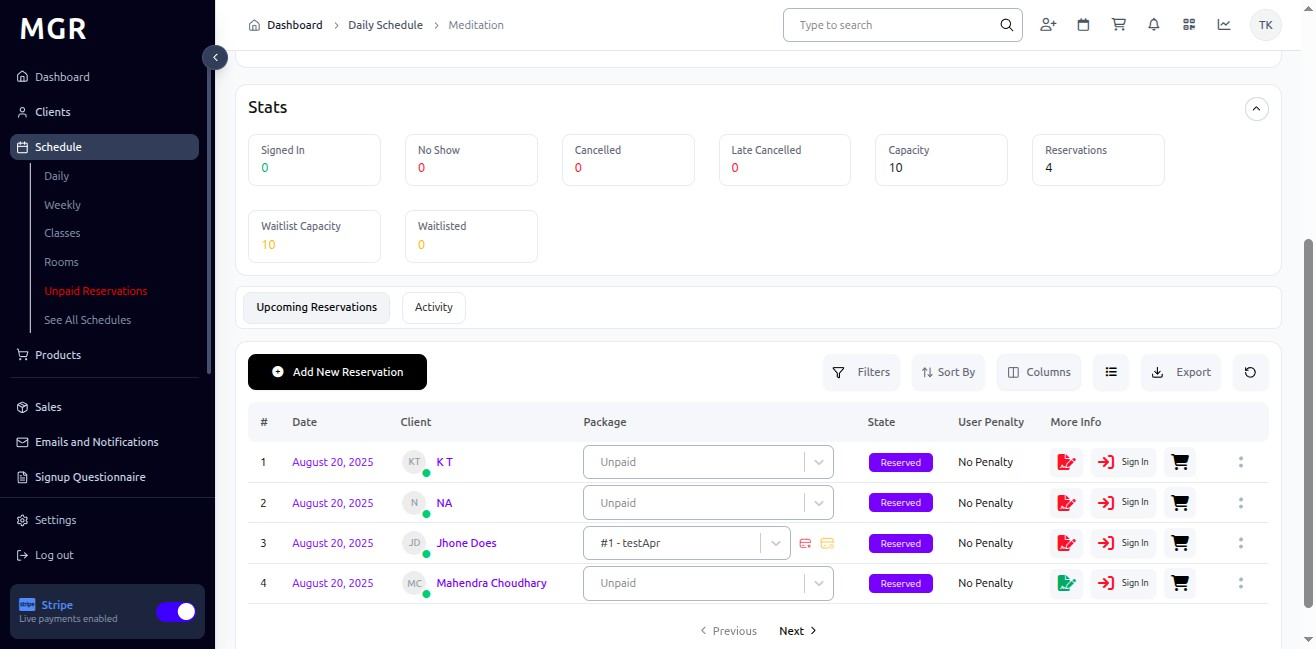 MGR
Dashboard
Clients
Schedule
Daily
Weekly
Classes
Rooms
Unpaid Reservations
See All Schedules
Products
Sales
Emails and Notifications
Signup Questionnaire
Settings
Log out
stripe Stripe
Live payments enabled
Dashboard > Daily Schedule > Meditation
Type to search
TK
Stats
Signed In
0
No Show
0
Cancelled
0
Late Cancelled
0
Capacity
10
Reservations
4
Waitlist Capacity
10
Waitlisted
0
Upcoming Reservations Activity
Add New Reservation Filters Sort By Columns Export
# Date Client Package State User Penalty More Info
1 August 20, 2025 KT K T Unpaid Reserved No Penalty Sign In
2 August 20, 2025 N NA Unpaid Reserved No Penalty Sign In
3 August 20, 2025 JD Jhone Does #1 - testApr Reserved No Penalty Sign In
4 August 20, 2025 MC Mahendra Choudhary Unpaid Reserved No Penalty Sign In
Previous Next